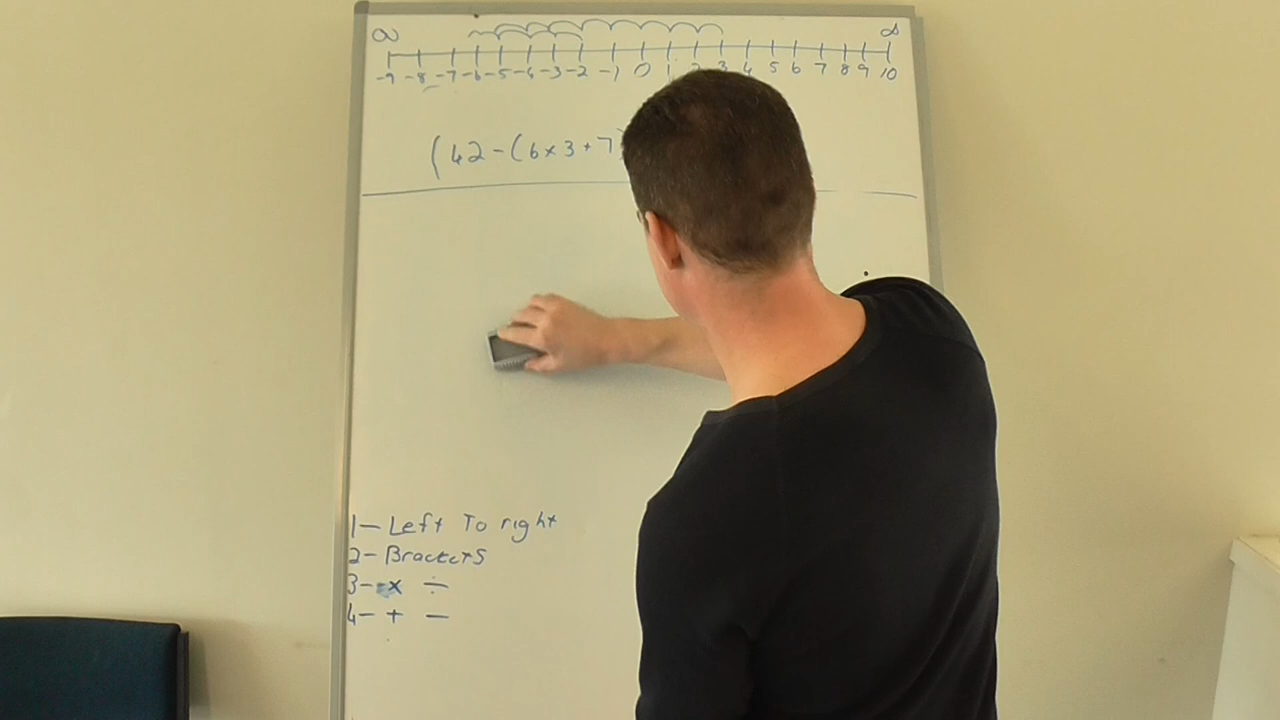 ∞ ∞
-9 -8 -7 -6 -5 -4 -3 -2 -1 0 1 2 3 4 5 6 7 8 9 10
(42-(6×3+7)
1- Left To right
2- Brackets
3- × ÷
4- + -